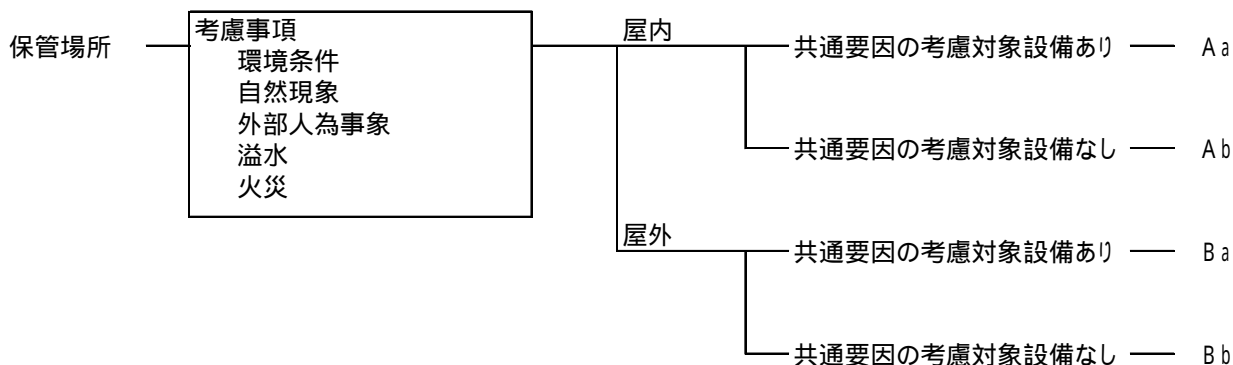 保管場所
考慮事項
環境条件
自然現象
外部人為事象
溢水
火災
屋内
共通要因の考慮対象設備あり
Aa
共通要因の考慮対象設備なし
Ab
屋外
共通要因の考慮対象設備あり
Ba
共通要因の考慮対象設備なし
Bb